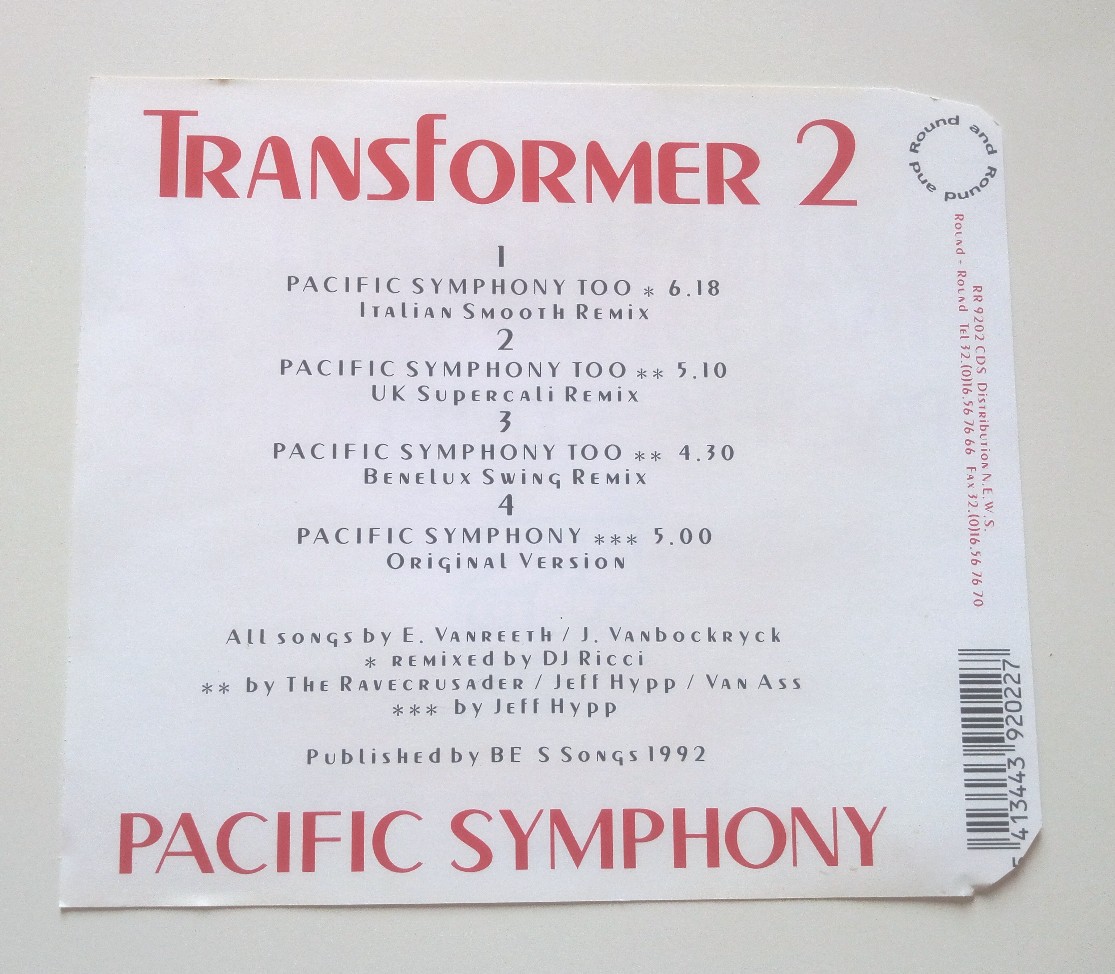 Transformer 2
1
PACIFIC SYMPHONY TOO * 6.18
Italian Smooth Remix
2
PACIFIC SYMPHONY TOO ** 5.10
UK Supercali Remix
3
PACIFIC SYMPHONY TOO ** 4.30
Benelux Swing Remix
4
PACIFIC SYMPHONY *** 5.00
Original Version
All songs by E. Vanreeth / J. Vanbockryck
* remixed by DJ Ricci
** by The Ravecrusader / Jeff Hypp / Van Ass
*** by Jeff Hypp
Published by BE S Songs 1992
PACIFIC SYMPHONY
Round and Round and
RR 9202 CDS Distribution N.E.W.S.
Round - Round Tel 32.(0)16.56 76 66 Fax 32.(0)16.56 76 70
5 413443 920227